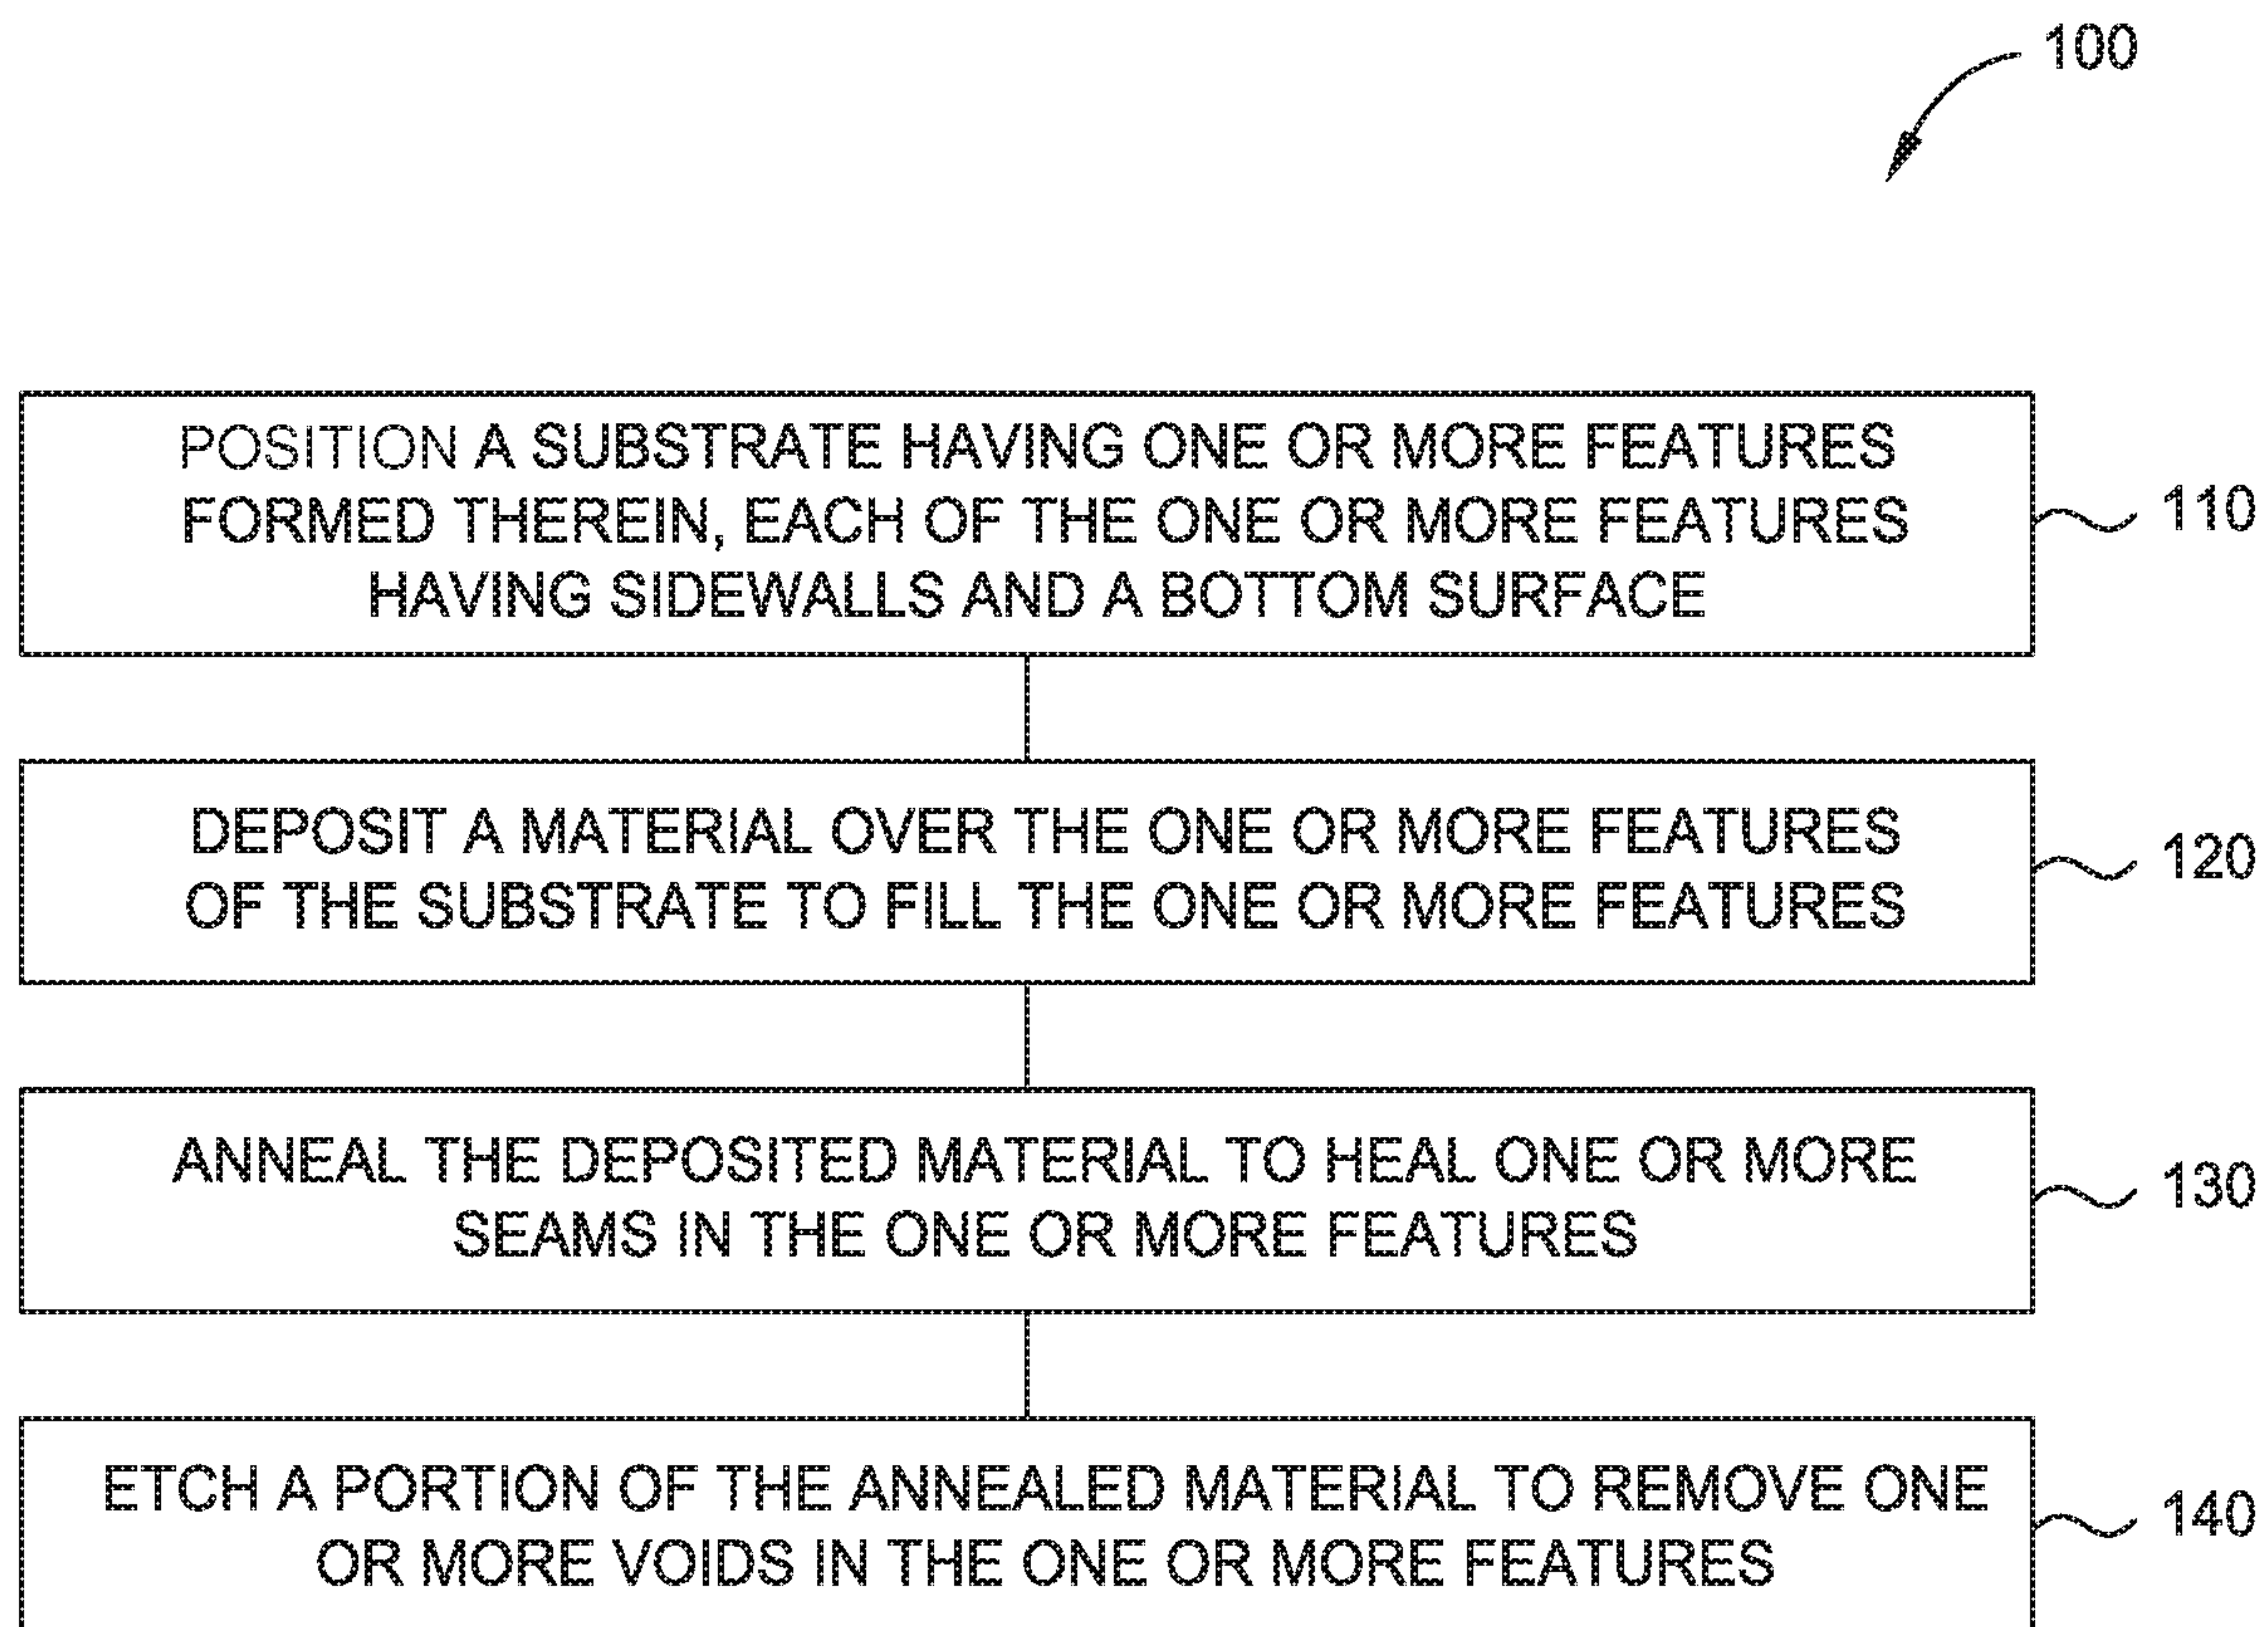 100
POSITION A SUBSTRATE HAVING ONE OR MORE FEATURES
FORMED THEREIN, EACH OF THE ONE OR MORE FEATURES
HAVING SIDEWALLS AND A BOTTOM SURFACE
110
DEPOSIT A MATERIAL OVER THE ONE OR MORE FEATURES
OF THE SUBSTRATE TO FILL THE ONE OR MORE FEATURES
120
ANNEAL THE DEPOSITED MATERIAL TO HEAL ONE OR MORE
SEAMS IN THE ONE OR MORE FEATURES
130
ETCH A PORTION OF THE ANNEALED MATERIAL TO REMOVE ONE
OR MORE VOIDS IN THE ONE OR MORE FEATURES
140